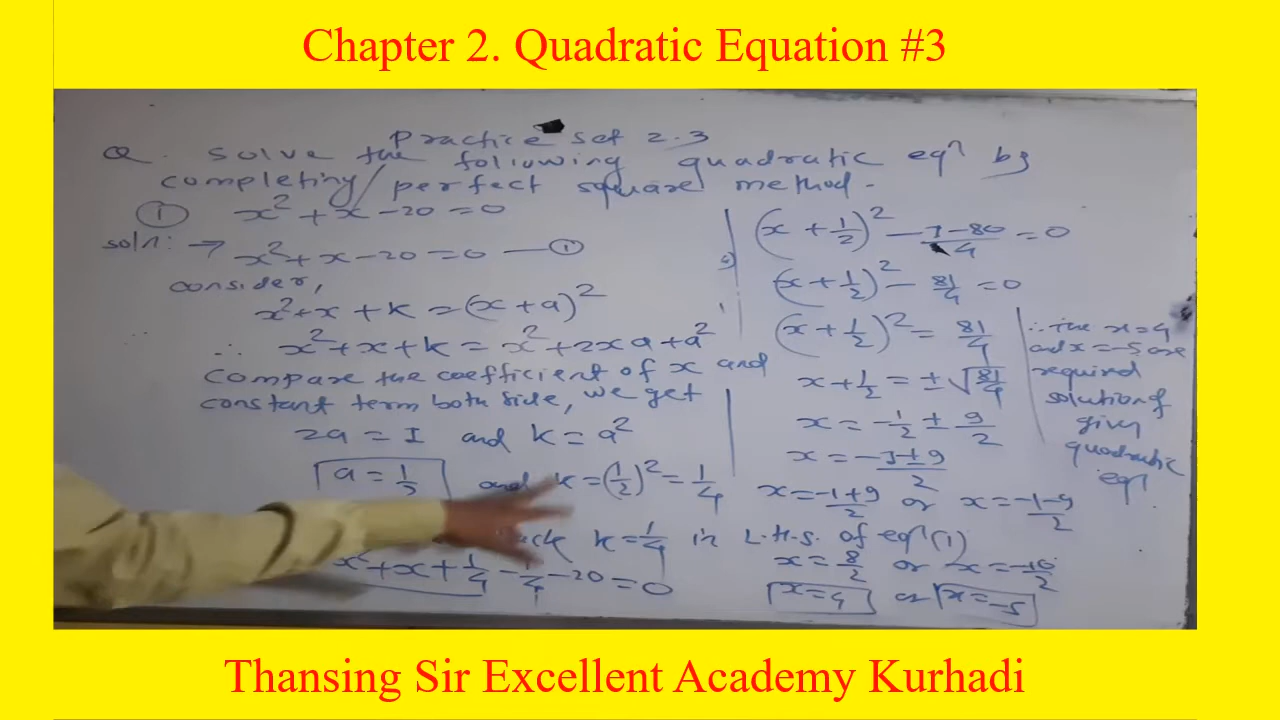 Chapter 2. Quadratic Equation #3
Practice set 2.3
Q. Solve the following quadratic eqn by
completing/perfect square method.
① x² + x - 20 = 0
soln: → x² + x - 20 = 0 — ①
consider,
x² + x + k = (x + a)²
∴ x² + x + k = x² + 2xa + a²
compare the coefficient of x and
constant term both side, we get
2a = 1 and k = a²
a = 1/2 and k = (1/2)² = 1/4
k = 1/4 in L.H.S. of eqn (1)
x² + x + 1/4 - 1/4 - 20 = 0
(x + 1/2)² - 1-80/4 = 0
(x + 1/2)² - 81/4 = 0
(x + 1/2)² = 81/4
x + 1/2 = ± √81/4
x = -1/2 ± 9/2
x = -1±9/2
x = -1+9/2 or x = -1-9/2
x = 8/2 or x = -10/2
x = 4 or x = -5
∴ The x = 4
and x = -5 are
required
solution of
given
quadratic
eqn
Thansing Sir Excellent Academy Kurhadi